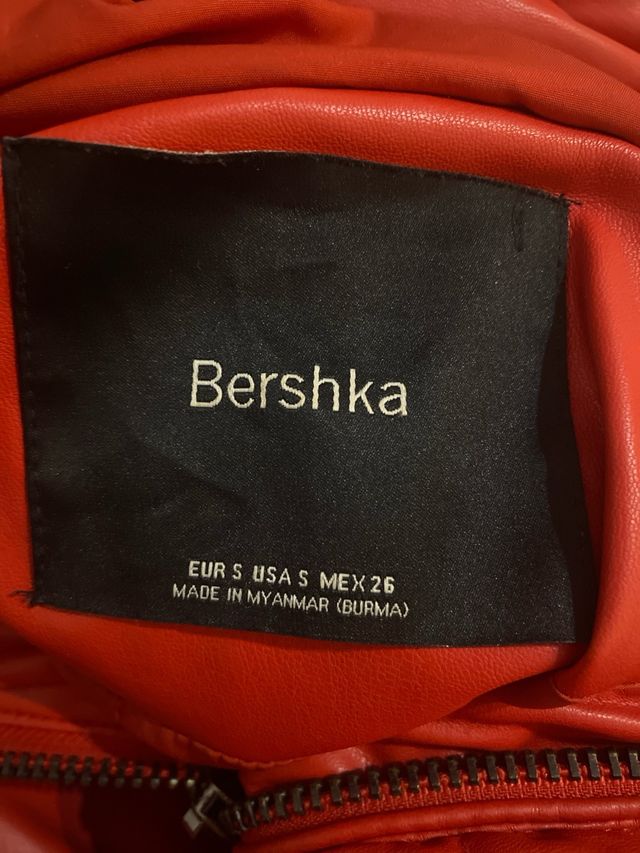 Bershka
EUR S USA S MEX 26
MADE IN MYANMAR (BURMA)